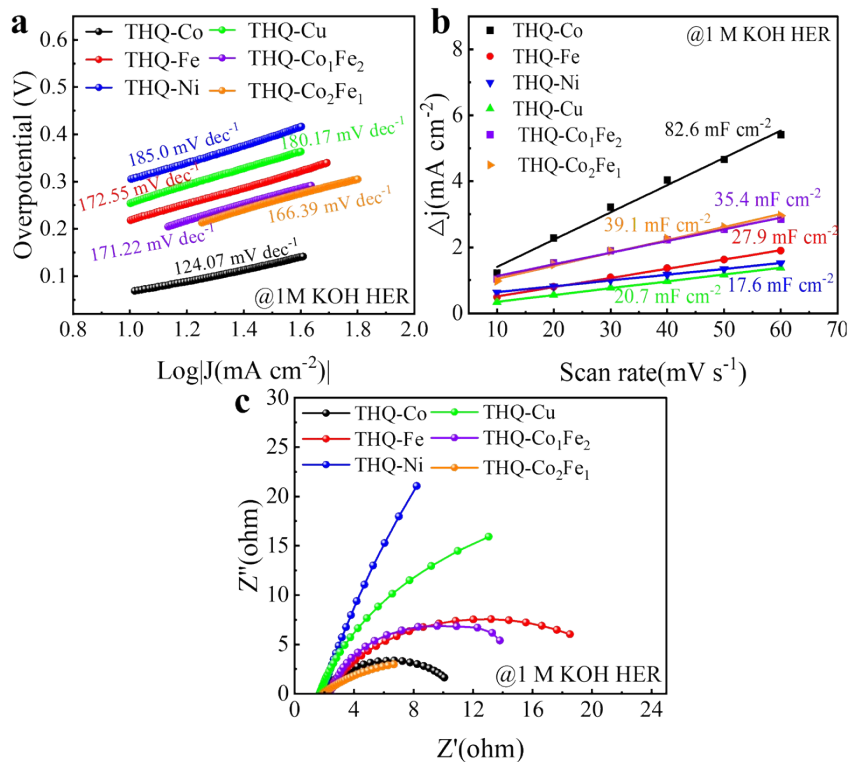 a
THQ-Co THQ-Cu
THQ-Fe THQ-Co₁Fe₂
THQ-Ni THQ-Co₂Fe₁
185.0 mV dec⁻¹
180.17 mV dec⁻¹
172.55 mV dec⁻¹
166.39 mV dec⁻¹
171.22 mV dec⁻¹
124.07 mV dec⁻¹
@1M KOH HER
Overpotential (V)
0.6
0.5
0.4
0.3
0.2
0.1
0.0
0.8 1.0 1.2 1.4 1.6 1.8 2.0
Log|J(mA cm⁻²)|
b
THQ-Co
THQ-Fe
THQ-Ni
THQ-Cu
THQ-Co₁Fe₂
THQ-Co₂Fe₁
@1 M KOH HER
82.6 mF cm⁻²
35.4 mF cm⁻²
39.1 mF cm⁻²
27.9 mF cm⁻²
20.7 mF cm⁻²
17.6 mF cm⁻²
Δj(mA cm⁻²)
8
6
4
2
0
10 20 30 40 50 60 70
Scan rate(mV s⁻¹)
c
THQ-Co THQ-Cu
THQ-Fe THQ-Co₁Fe₂
THQ-Ni THQ-Co₂Fe₁
@1 M KOH HER
Z''(ohm)
30
25
20
15
10
5
0
0 4 8 12 16 20 24
Z'(ohm)